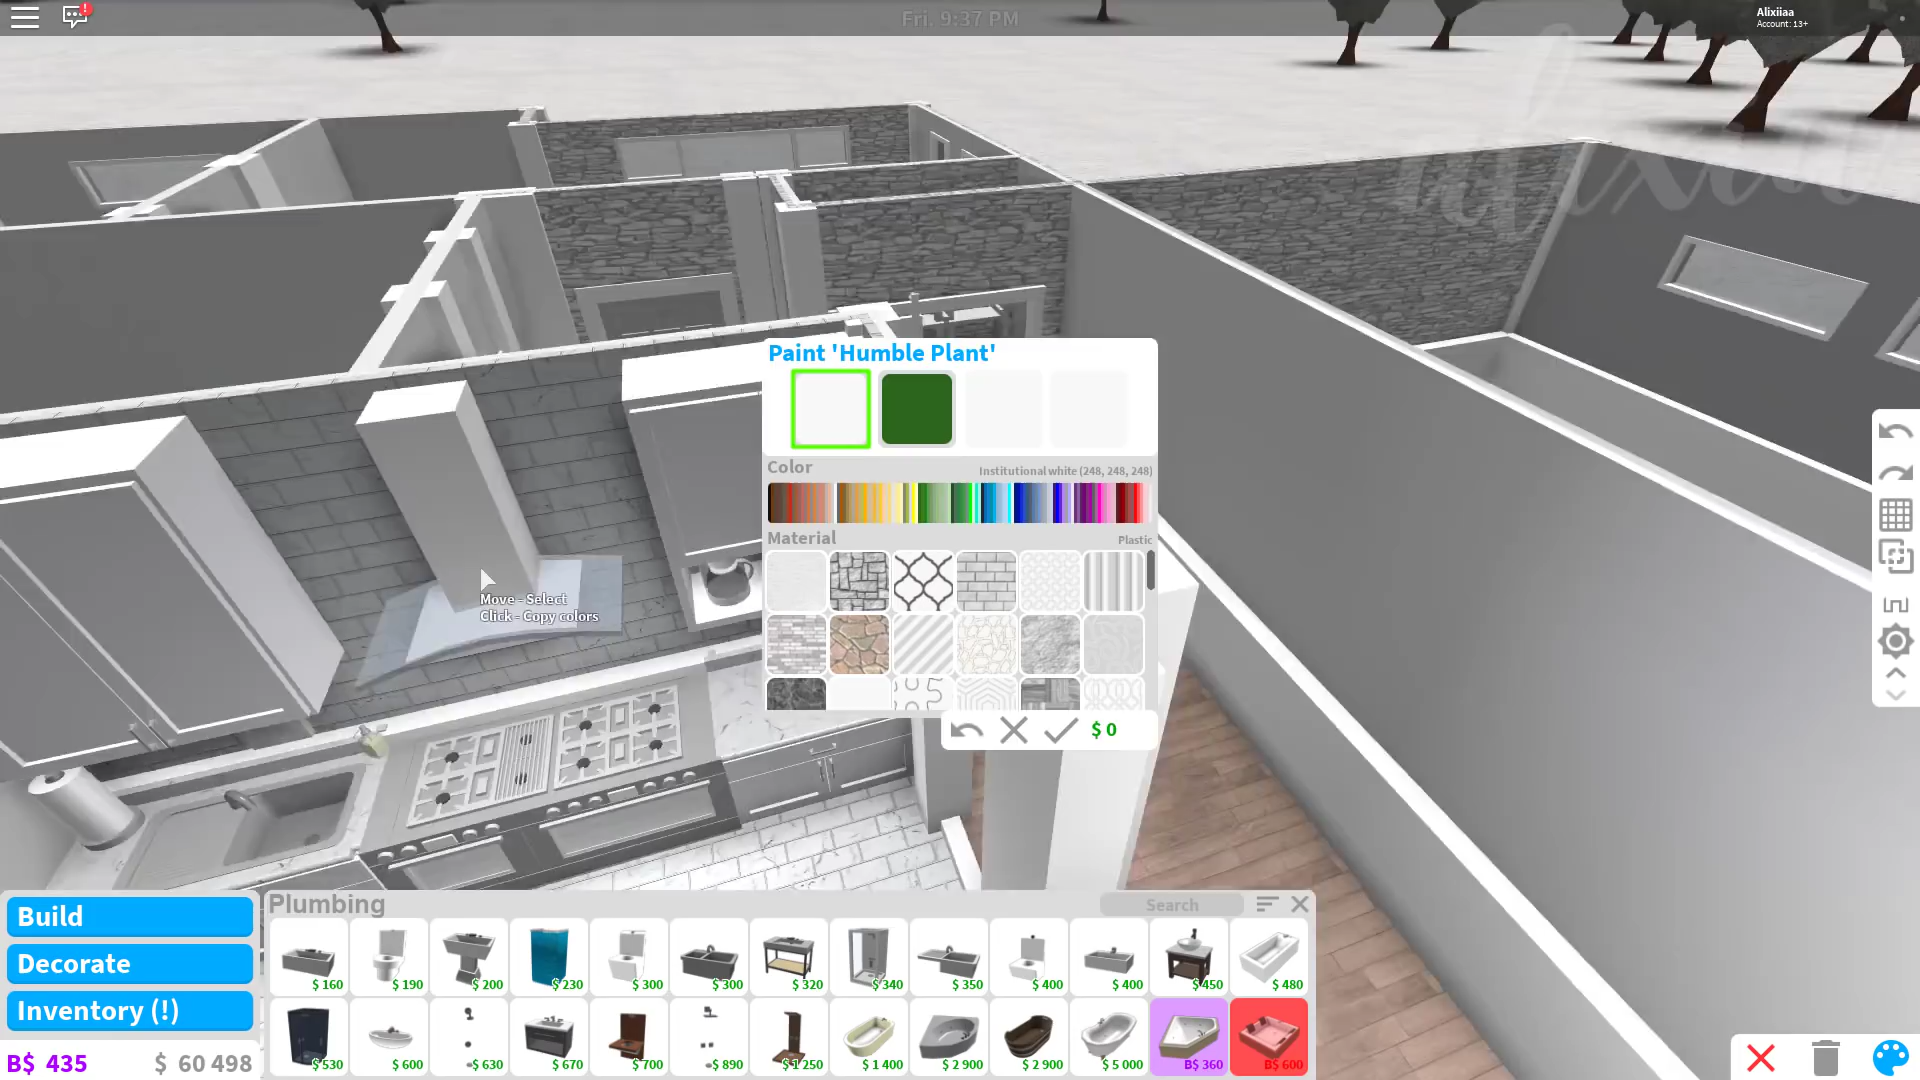 Fri. 9:37 PM
Alixiiaa
Account: 13+
alixiiaa
Paint 'Humble Plant'
Color
Institutional white (248, 248, 248)
Material
Plastic
Move - Select
Click - Copy colors
$ 0
Build
Decorate
Inventory (!)
B$ 435
$ 60 498
Plumbing
Search
$ 160
$ 190
$ 200
$ 230
$ 300
$ 300
$ 320
$ 340
$ 350
$ 400
$ 400
$ 450
$ 480
$ 530
$ 600
$ 630
$ 670
$ 700
$ 890
$ 1 250
$ 1 400
$ 2 900
$ 2 900
$ 5 000
B$ 360
B$ 600